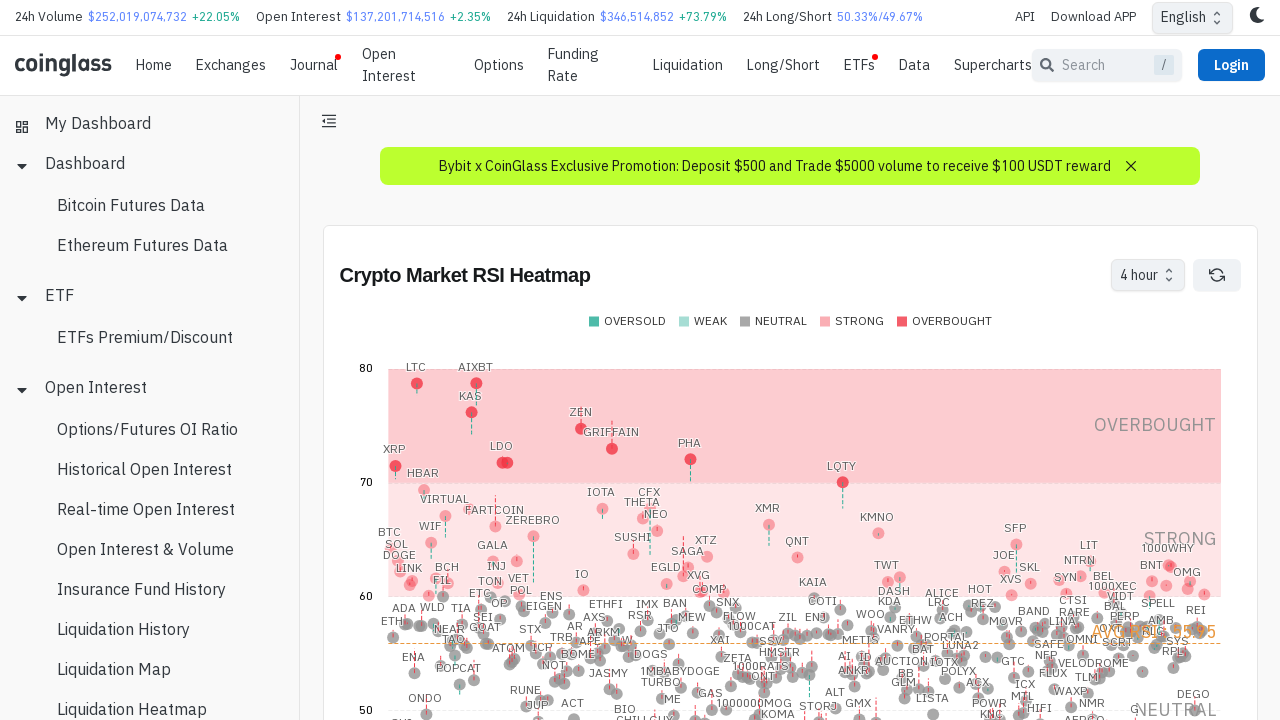 24h Volume $252,019,074,732 +22.05% Open Interest $137,201,714,516 +2.35% 24h Liquidation $346,514,852 +73.79% 24h Long/Short 50.33%/49.67% API Download APP English
coinglass Home Exchanges Journal Open Interest Options Funding Rate Liquidation Long/Short ETFs Data Supercharts Search / Login
My Dashboard
Dashboard
Bitcoin Futures Data
Ethereum Futures Data
ETF
ETFs Premium/Discount
Open Interest
Options/Futures OI Ratio
Historical Open Interest
Real-time Open Interest
Open Interest & Volume
Insurance Fund History
Liquidation History
Liquidation Map
Liquidation Heatmap
Bybit x CoinGlass Exclusive Promotion: Deposit $500 and Trade $5000 volume to receive $100 USDT reward
Crypto Market RSI Heatmap 4 hour
OVERSOLD WEAK NEUTRAL STRONG OVERBOUGHT
80
LTC AIXBT
KAS
ZEN
OVERBOUGHT
GRIFFAIN
XRP LDO PHA
LQTY
HBAR
70
VIRTUAL IOTA CFX
THETA
FARTCOIN XMR
ZEREBRO NEO KMNO
BTC WIF SFP
SUSHI XTZ QNT STRONG
SOL GALA LIT
DOGE SAGA JOE 1000WHY
LINK BCH INJ EGLD TWT NTRN BNT
FIL TON VET IO XVG KAIA XVS SKL SYN BEL OMG
60
ETC POL COMP DASH HOT 1000XEC
ENS ALICE VIDT
ADA WLD TIA OP EIGEN ETHFI IMX BAN SNX COTI KDA LRC REZ CTSI BAL SPELL
ETH SEI RSR MEW FLOW ZIL ENJ WOO ETHW ACH MOVR BAND RARE PERP AMB REI
NEAR GOAT STX AR AXS JTO 1000CAT VANRY LINA
TAO TRB APE ARKM W XAI SSV METIS PORTAL SAFE OMNI SCRT SYS
ATOM ICP BOME DOGS HMSTR BAT LUNA2 RPL
ENA POPCAT NOT JASMY 1MBABYDOGE ZETA 1000RATS AI ID AUCTION IOTX NFP VELODROME
TURBO ONT ANKR BB POLYX GTC FLUX TLM
ONDO RUNE ME GAS ALT GLM ACX ICX WAXP DEGO
JUP ACT 1000000MOG STORJ GMX LISTA POWR MTL NMR
50 BIO KOMA KNC HIFI NEUTRAL